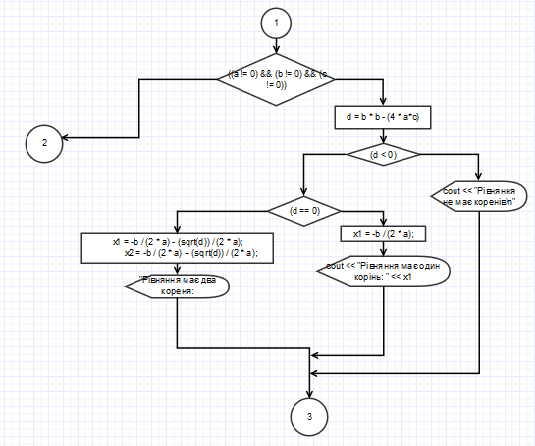 1
((a != 0) && (b != 0) && (c
!= 0))
d = b * b - (4 * a*c)
2
(d < 0)
cout << "Рівняння
не має коренів\n"
(d == 0)
x1 = -b / (2 * a);
x1 = -b / (2 * a) - (sqrt(d)) / (2 * a);
x2= -b / (2 * a) - (sqrt(d)) / (2 * a);
cout << "Рівняння має один
корінь: " << x1
"Рівняння має два
кореня:
3